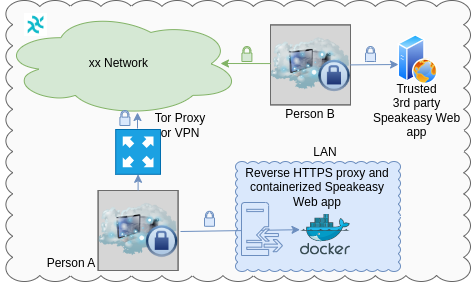 xx Network
Tor Proxy
or VPN
Person B
Trusted
3rd party
Speakeasy Web
app
LAN
Reverse HTTPS proxy and
containerized Speakeasy
Web app
docker
Person A